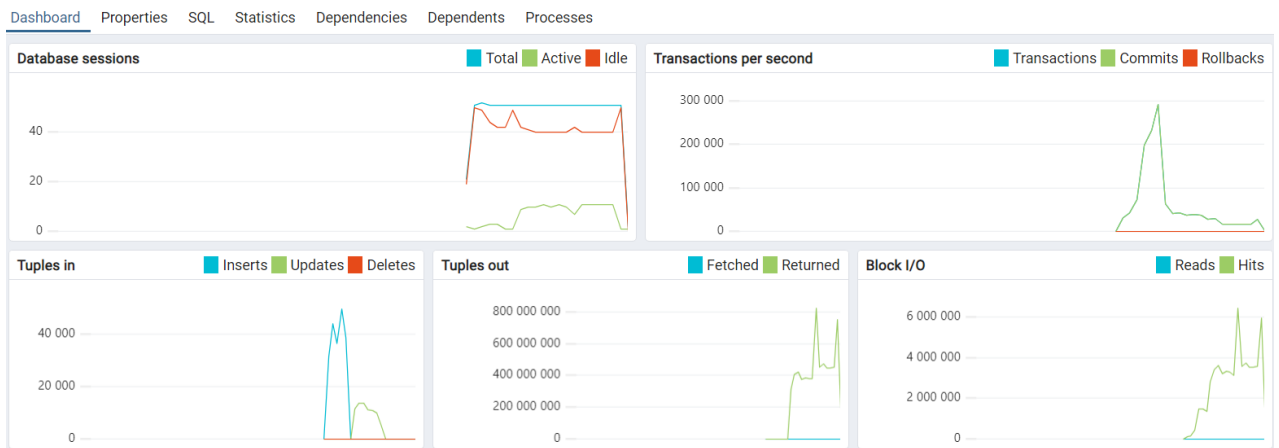 Dashboard Properties SQL Statistics Dependencies Dependents Processes
Database sessions Total Active Idle
40
20
0
Transactions per second Transactions Commits Rollbacks
300 000
200 000
100 000
0
Tuples in Inserts Updates Deletes
40 000
20 000
0
Tuples out Fetched Returned
800 000 000
600 000 000
400 000 000
200 000 000
0
Block I/O Reads Hits
6 000 000
4 000 000
2 000 000
0